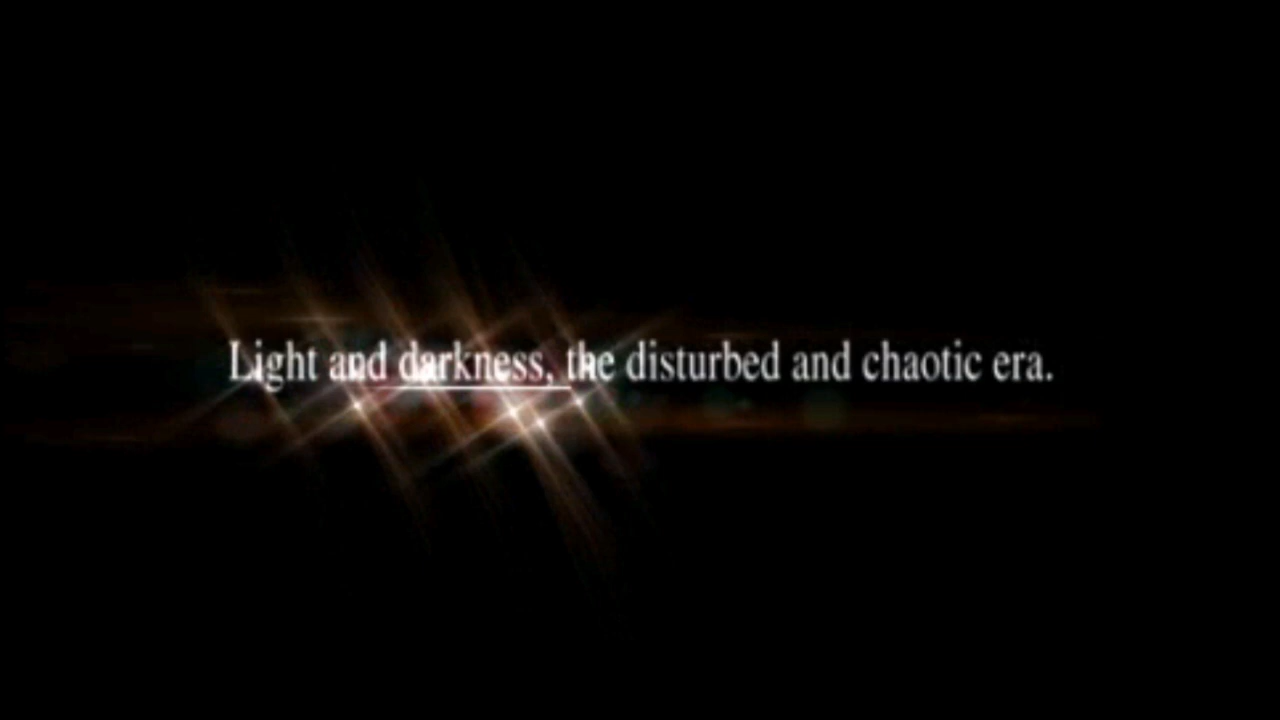 Light and darkness, the disturbed and chaotic era.